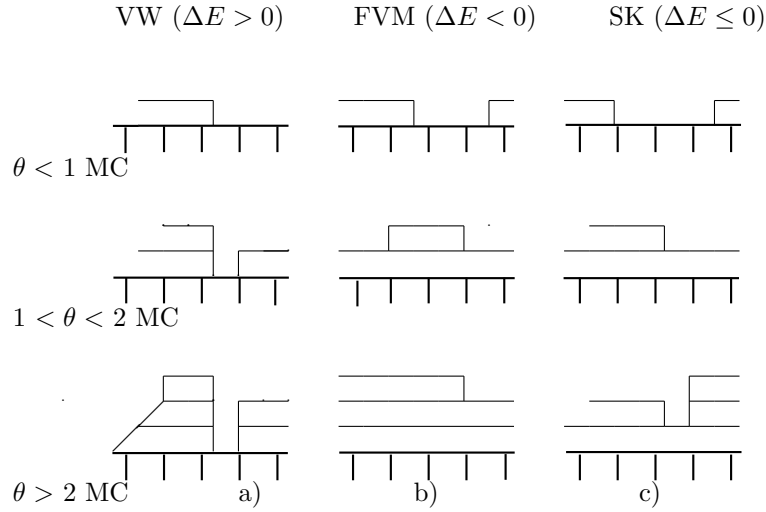 VW (ΔE > 0) FVM (ΔE < 0) SK (ΔE ≤ 0)
θ < 1 MC
1 < θ < 2 MC
θ > 2 MC a) b) c)